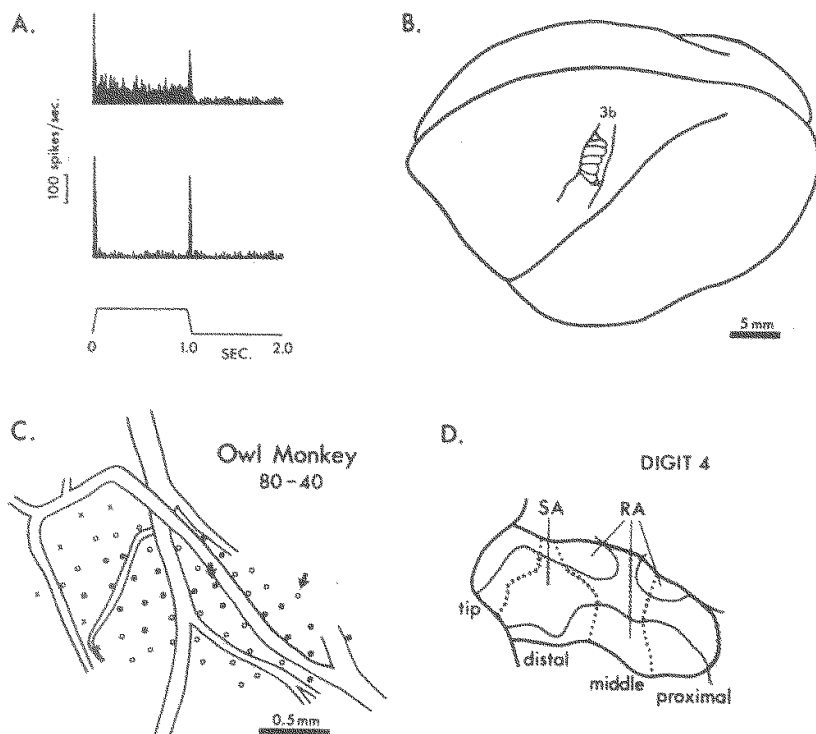 A.
100 spikes/sec.
0 1.0 2.0
SEC.
B.
3b
5 mm
C.
Owl Monkey
80-40
0.5 mm
D.
DIGIT 4
SA RA
tip
distal
middle
proximal